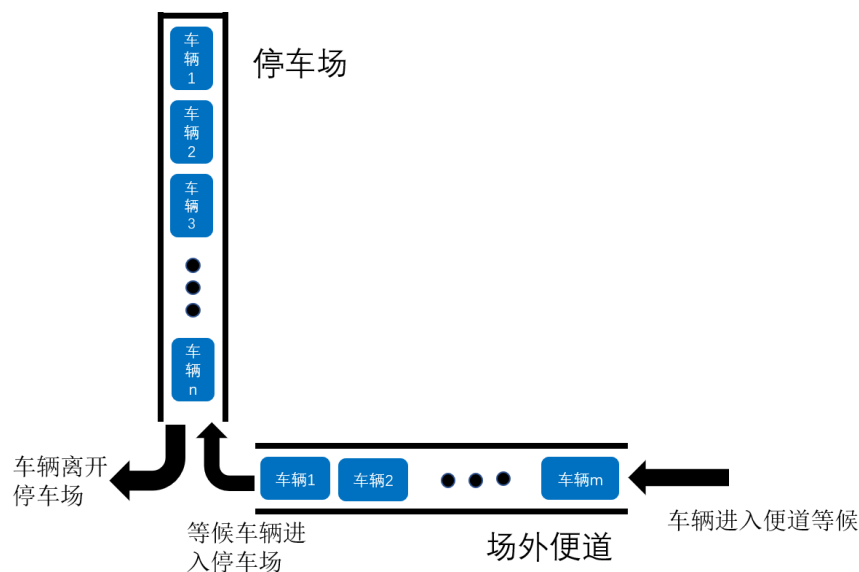 车
辆
1
停车场
车
辆
2
车
辆
3
车
辆
n
车辆离开
停车场
车辆1
车辆2
车辆m
等候车辆进
入停车场
场外便道
车辆进入便道等候